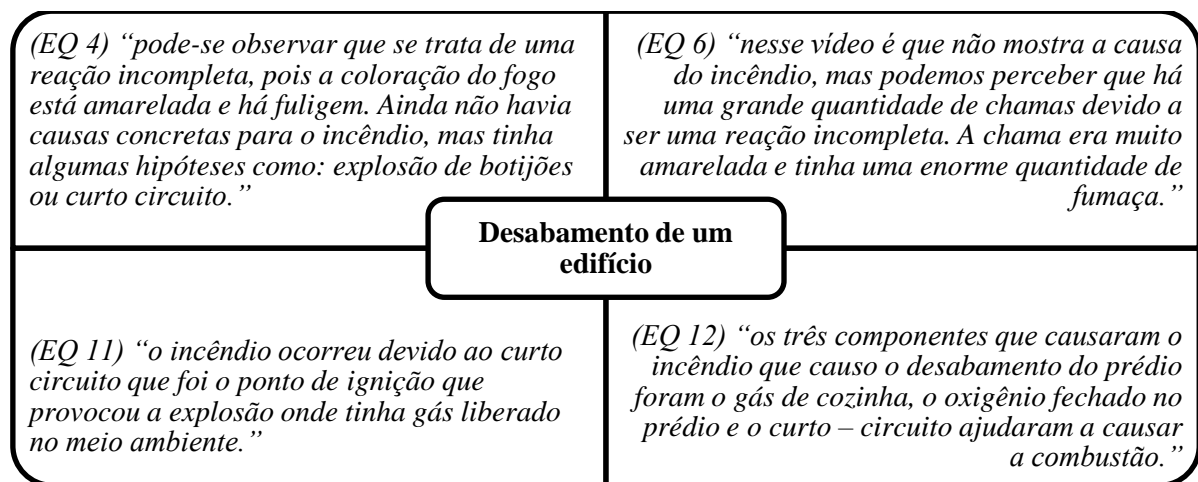 (EQ 4) “pode-se observar que se trata de uma
reação incompleta, pois a coloração do fogo
está amarelada e há fuligem. Ainda não havia
causas concretas para o incêndio, mas tinha
algumas hipóteses como: explosão de botijões
ou curto circuito.”
(EQ 6) “nesse vídeo é que não mostra a causa
do incêndio, mas podemos perceber que há
uma grande quantidade de chamas devido a
ser uma reação incompleta. A chama era muito
amarelada e tinha uma enorme quantidade de
fumaça.”
Desabamento de um
edifício
(EQ 11) “o incêndio ocorreu devido ao curto
circuito que foi o ponto de ignição que
provocou a explosão onde tinha gás liberado
no meio ambiente.”
(EQ 12) “os três componentes que causaram o
incêndio que causo o desabamento do prédio
foram o gás de cozinha, o oxigênio fechado no
prédio e o curto – circuito ajudaram a causar
a combustão.”